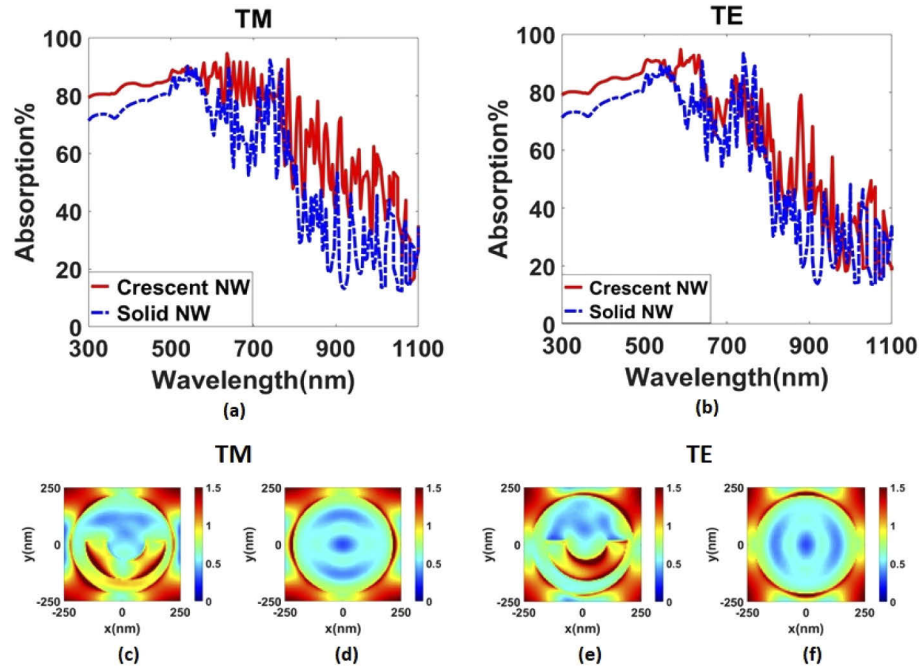 TM
TE
100
80
60
40
20
0
Absorption%
Crescent NW
Solid NW
300 500 700 900 1100
Wavelength(nm)
(a)
100
80
60
40
20
0
Absorption%
Crescent NW
Solid NW
300 500 700 900 1100
Wavelength(nm)
(b)
TM
TE
250
0
-250
y(nm)
-250 0 250
x(nm)
1.5
1
0.5
0
(c)
250
0
-250
y(nm)
-250 0 250
x(nm)
1.5
1
0.5
0
(d)
250
0
-250
y(nm)
-250 0 250
x(nm)
1.5
1
0.5
0
(e)
250
0
-250
y(nm)
-250 0 250
x(nm)
1.5
1
0.5
0
(f)